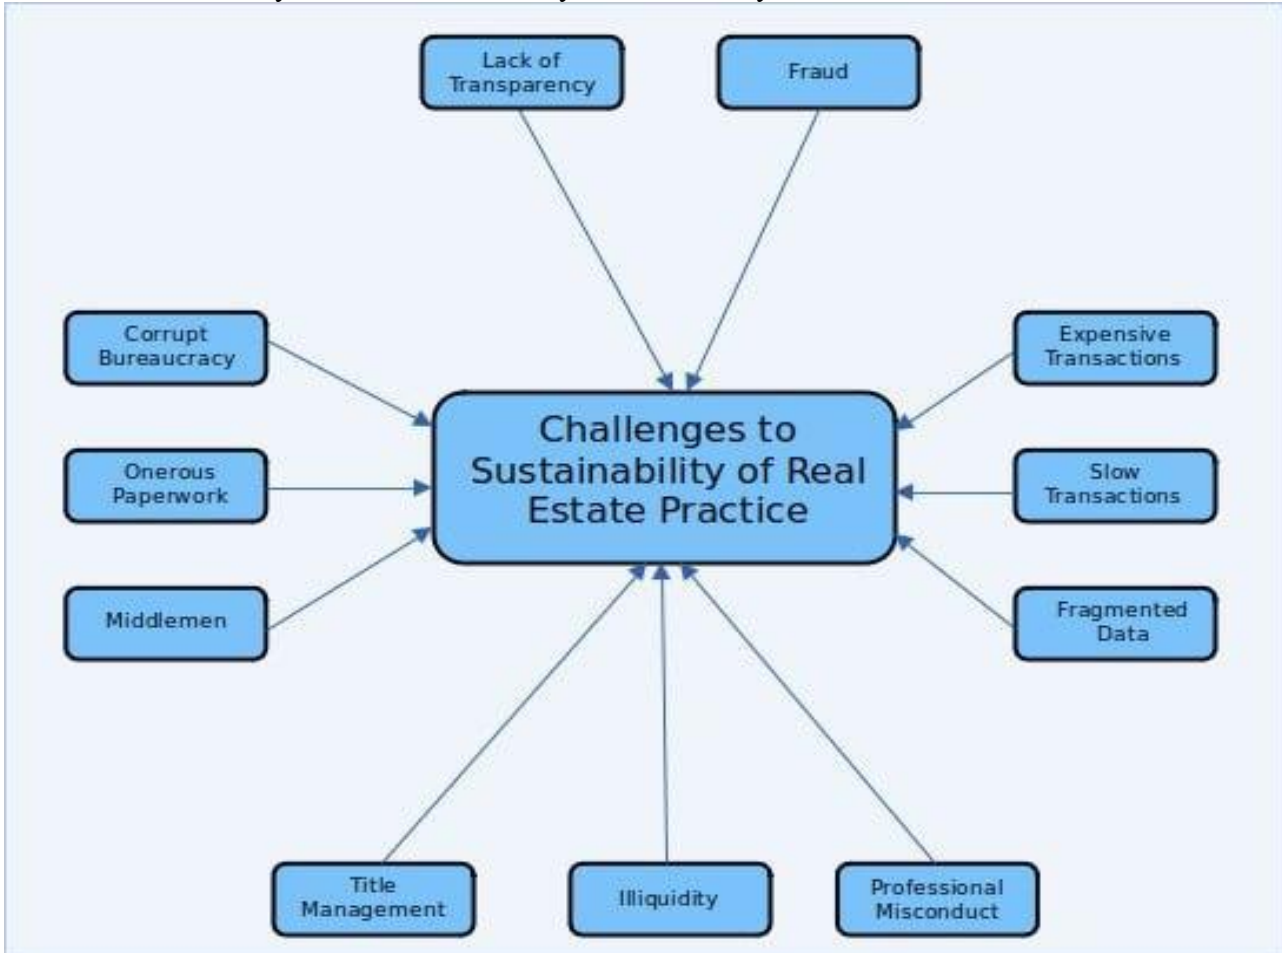 Lack of
Transparency
Fraud
Corrupt
Bureaucracy
Expensive
Transactions
Challenges to
Sustainability of Real
Estate Practice
Onerous
Paperwork
Slow
Transactions
Middlemen
Fragmented
Data
Title
Management
Illiquidity
Professional
Misconduct